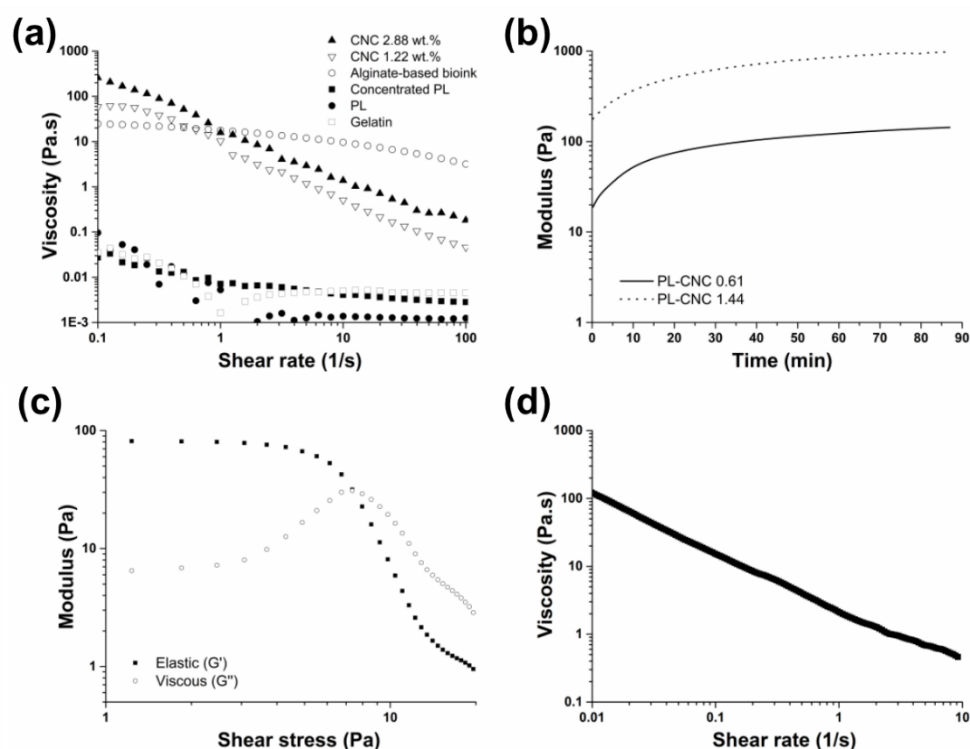 (a)
1000
100
10
1
0.1
0.01
1E-3
Viscosity (Pa.s)
CNC 2.88 wt.%
CNC 1.22 wt.%
Alginate-based bioink
Concentrated PL
PL
Gelatin
0.1 1 10 100
Shear rate (1/s)
(b)
1000
100
10
1
Modulus (Pa)
PL-CNC 0.61
PL-CNC 1.44
0 10 20 30 40 50 60 70 80 90
Time (min)
(c)
100
10
1
Modulus (Pa)
Elastic (G')
Viscous (G")
1 10
Shear stress (Pa)
(d)
1000
100
10
1
0.1
Viscosity (Pa.s)
0.01 0.1 1 10
Shear rate (1/s)